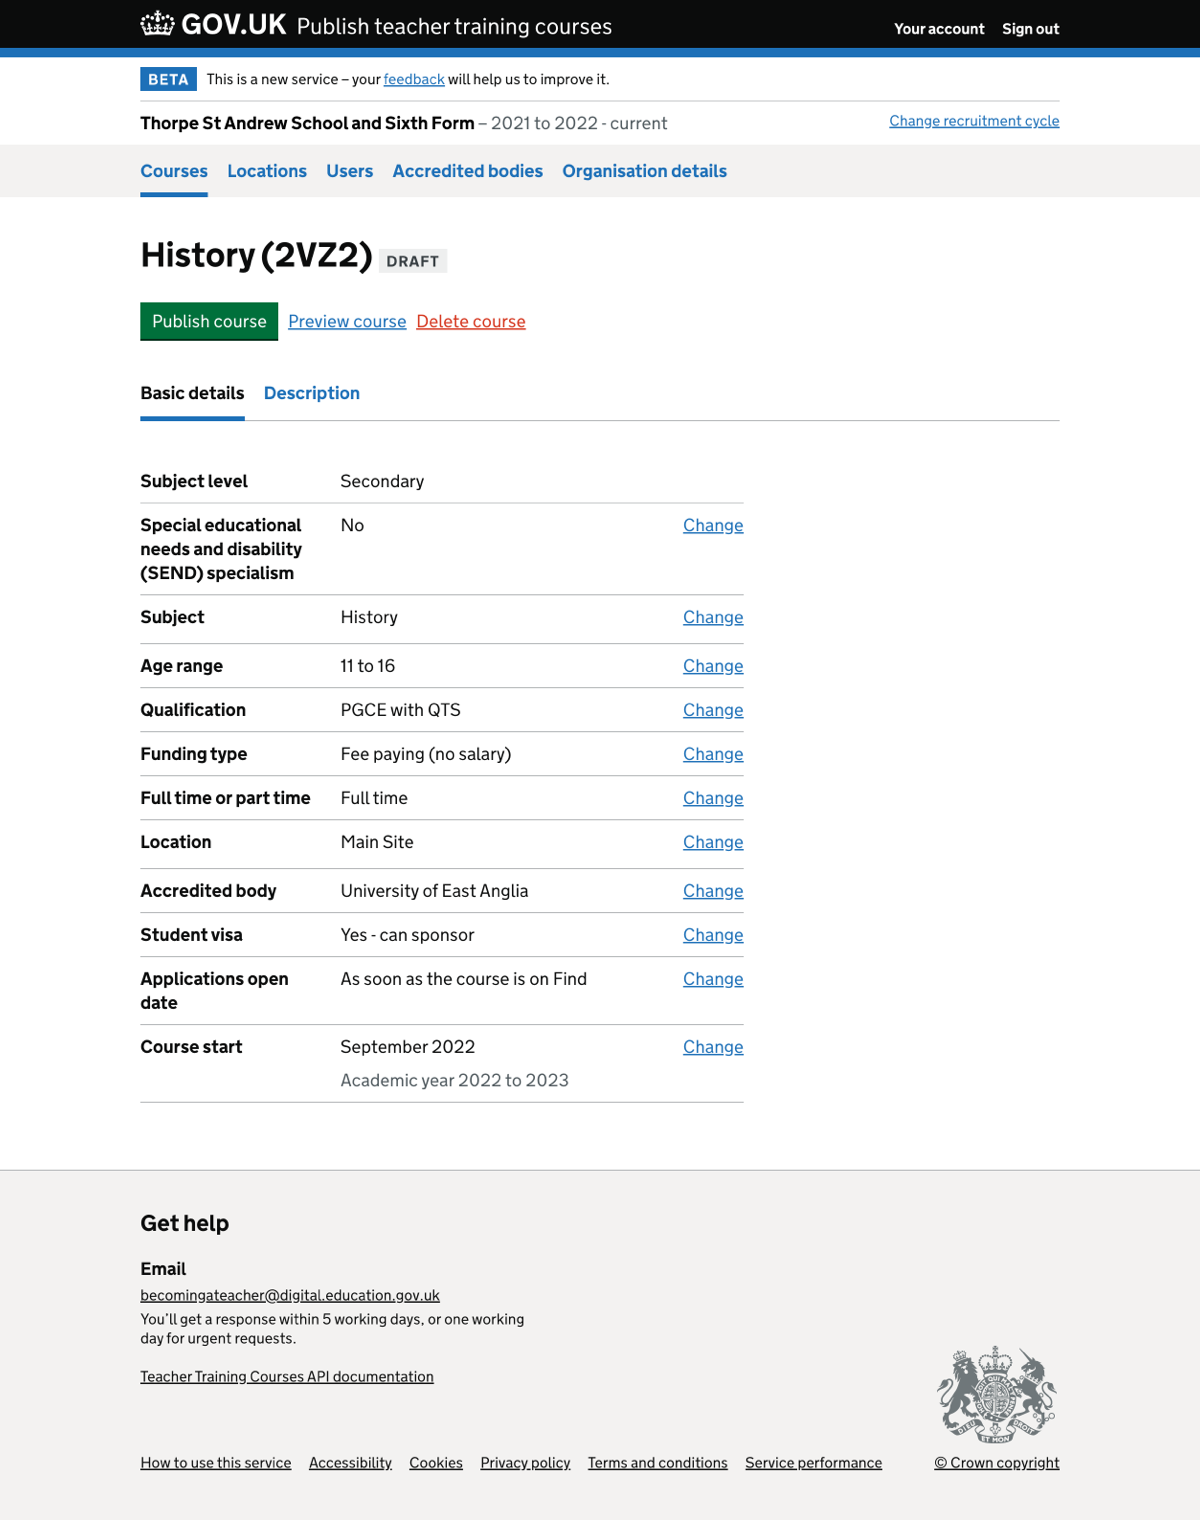 GOV.UK Publish teacher training courses Your account Sign out
BETA This is a new service – your feedback will help us to improve it.
Thorpe St Andrew School and Sixth Form – 2021 to 2022 - current Change recruitment cycle
Courses Locations Users Accredited bodies Organisation details
History (2VZ2) DRAFT
Publish course Preview course Delete course
Basic details Description
Subject level Secondary
Special educational No Change
needs and disability
(SEND) specialism
Subject History Change
Age range 11 to 16 Change
Qualification PGCE with QTS Change
Funding type Fee paying (no salary) Change
Full time or part time Full time Change
Location Main Site Change
Accredited body University of East Anglia Change
Student visa Yes - can sponsor Change
Applications open As soon as the course is on Find Change
date
Course start September 2022 Change
Academic year 2022 to 2023
Get help
Email
becomingateacher@digital.education.gov.uk
You’ll get a response within 5 working days, or one working
day for urgent requests.
Teacher Training Courses API documentation
DIEU ET MON DROIT
How to use this service Accessibility Cookies Privacy policy Terms and conditions Service performance © Crown copyright